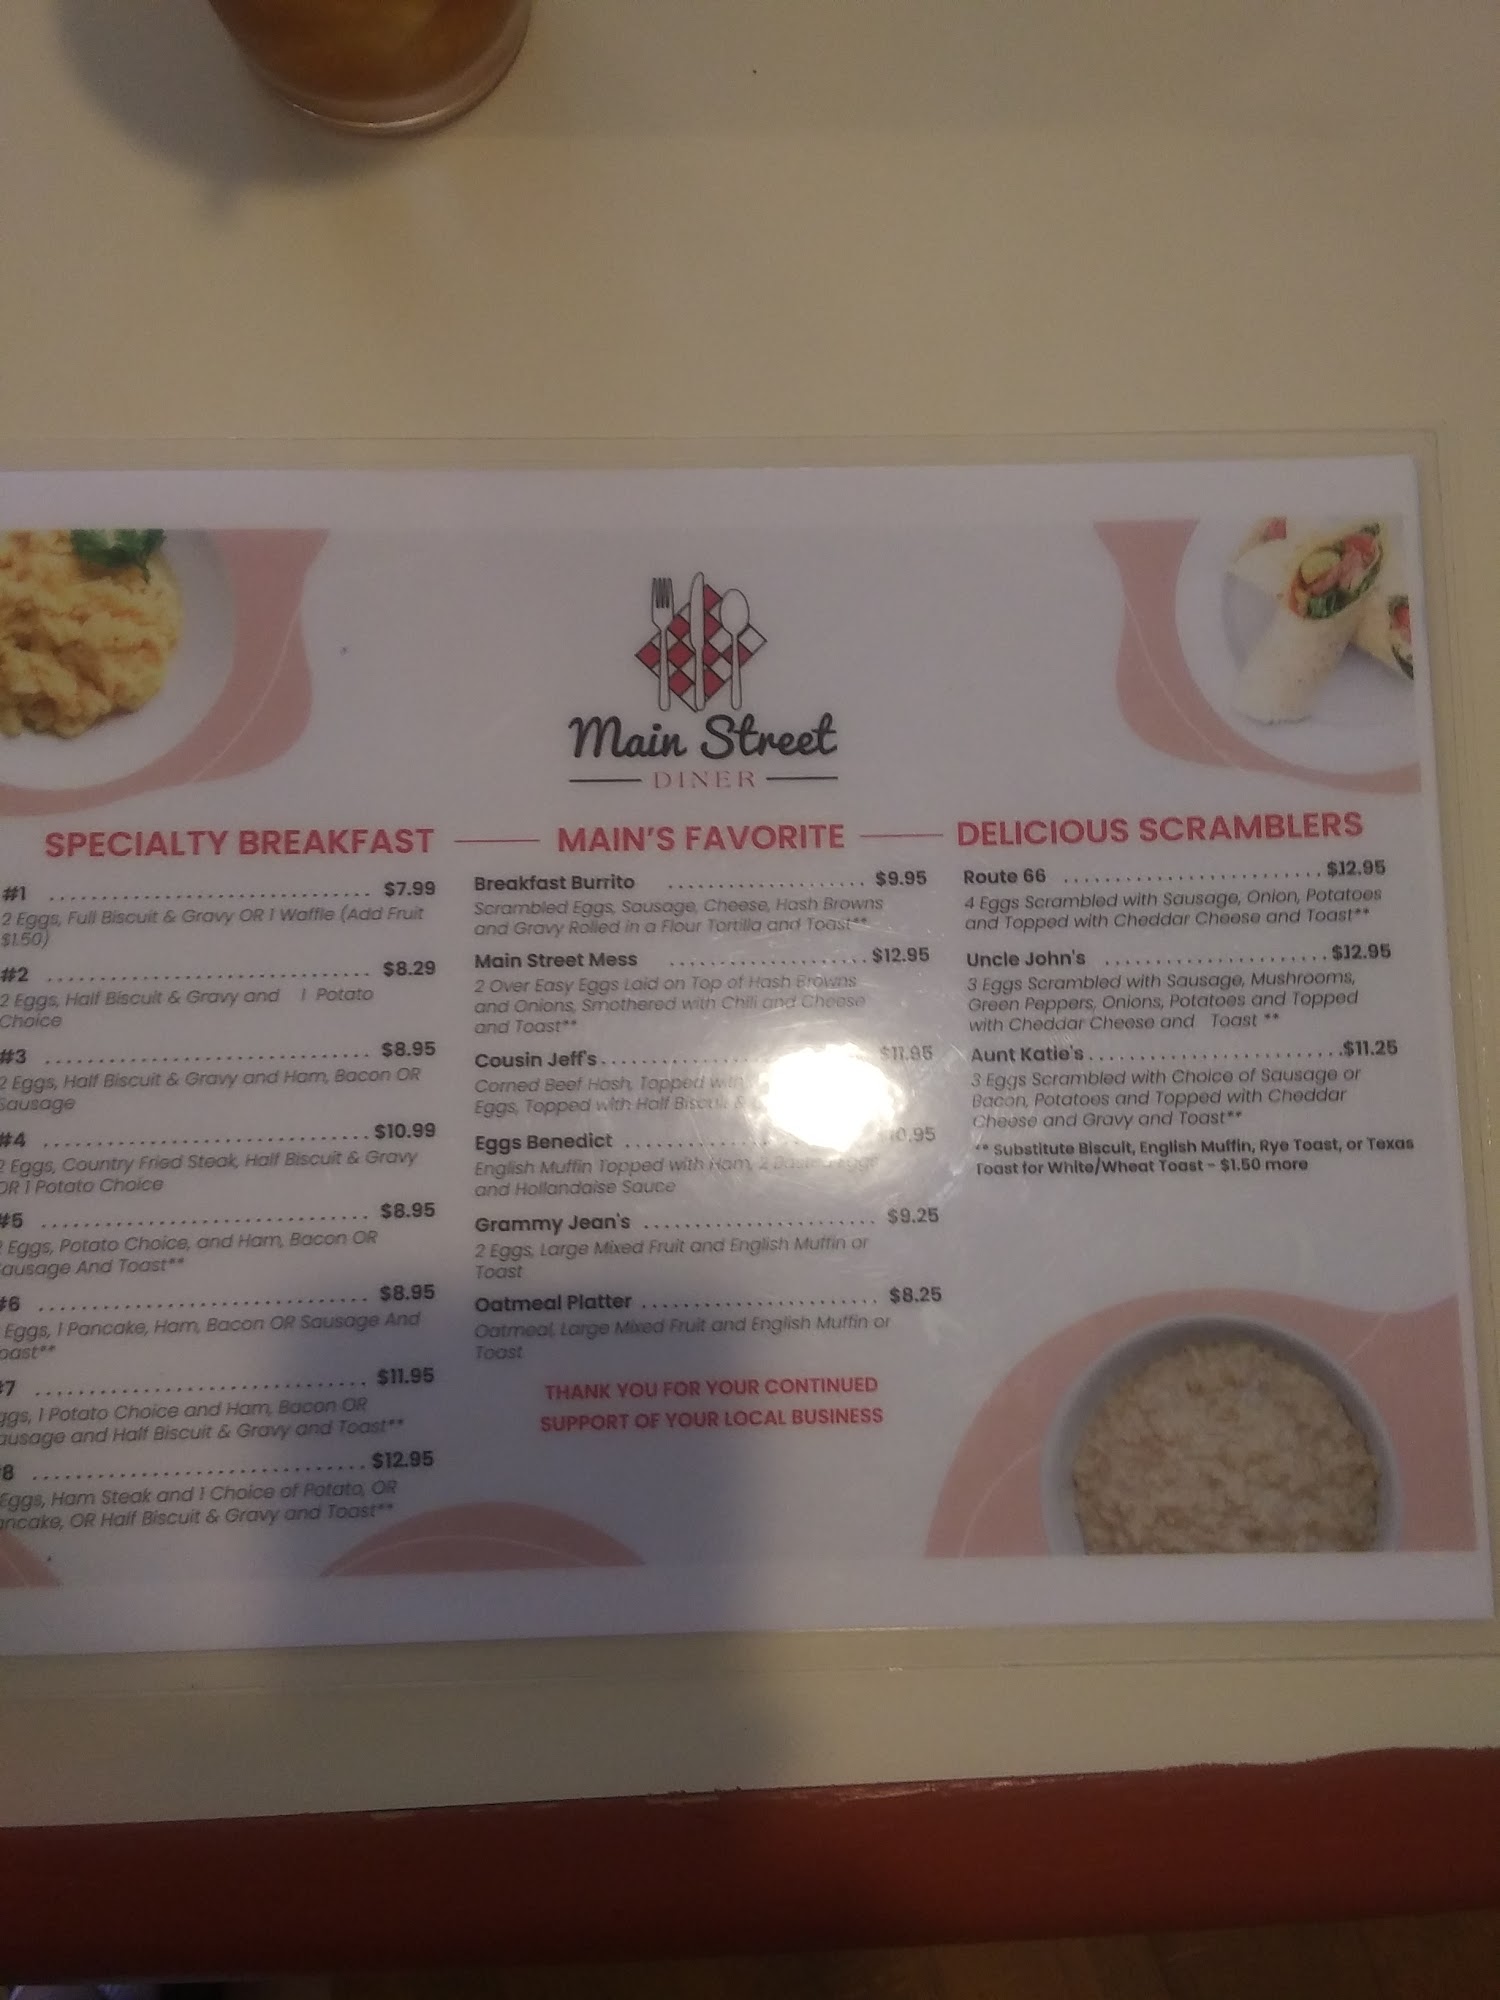 Main Street
DINER
SPECIALTY BREAKFAST
#1 ................................ $7.99
2 Eggs, Full Biscuit & Gravy OR 1 Waffle (Add Fruit
$1.50)
#2 ................................ $8.29
2 Eggs, Half Biscuit & Gravy and 1 Potato
Choice
#3 ................................ $8.95
2 Eggs, Half Biscuit & Gravy and Ham, Bacon OR
Sausage
#4 ................................ $10.99
2 Eggs, Country Fried Steak, Half Biscuit & Gravy
OR 1 Potato Choice
#5 ................................ $8.95
Eggs, Potato Choice, and Ham, Bacon OR
Sausage And Toast**
#6 ................................ $8.95
Eggs, 1 Pancake, Ham, Bacon OR Sausage And
Toast**
#7 ................................ $11.95
Eggs, 1 Potato Choice and Ham, Bacon OR
Sausage and Half Biscuit & Gravy and Toast**
8 ................................ $12.95
Eggs, Ham Steak and 1 Choice of Potato, OR
Pancake, OR Half Biscuit & Gravy and Toast**
MAIN'S FAVORITE
Breakfast Burrito .................... $9.95
Scrambled Eggs, Sausage, Cheese, Hash Browns
and Gravy Rolled in a Flour Tortilla and Toast**
Main Street Mess .................... $12.95
2 Over Easy Eggs Laid on Top of Hash Browns
and Onions, Smothered with Chili and Cheese
and Toast**
Cousin Jeff's.................... $11.95
Corned Beef Hash, Topped with
Eggs, Topped with Half Biscuit &
Eggs Benedict ....................
English Muffin Topped with Ham, 2 Basted Eggs
and Hollandaise Sauce
Grammy Jean's ........................ $9.25
2 Eggs, Large Mixed Fruit and English Muffin or
Toast
Oatmeal Platter ........................ $8.25
Oatmeal, Large Mixed Fruit and English Muffin or
Toast
THANK YOU FOR YOUR CONTINUED
SUPPORT OF YOUR LOCAL BUSINESS
DELICIOUS SCRAMBLERS
Route 66 ........................... $12.95
4 Eggs Scrambled with Sausage, Onion, Potatoes
and Topped with Cheddar Cheese and Toast**
Uncle John's ....................... $12.95
3 Eggs Scrambled with Sausage, Mushrooms,
Green Peppers, Onions, Potatoes and Topped
with Cheddar Cheese and Toast **
Aunt Katie's........................... $11.25
3 Eggs Scrambled with Choice of Sausage or
Bacon, Potatoes and Topped with Cheddar
Cheese and Gravy and Toast**
** Substitute Biscuit, English Muffin, Rye Toast, or Texas
Toast for White/Wheat Toast - $1.50 more